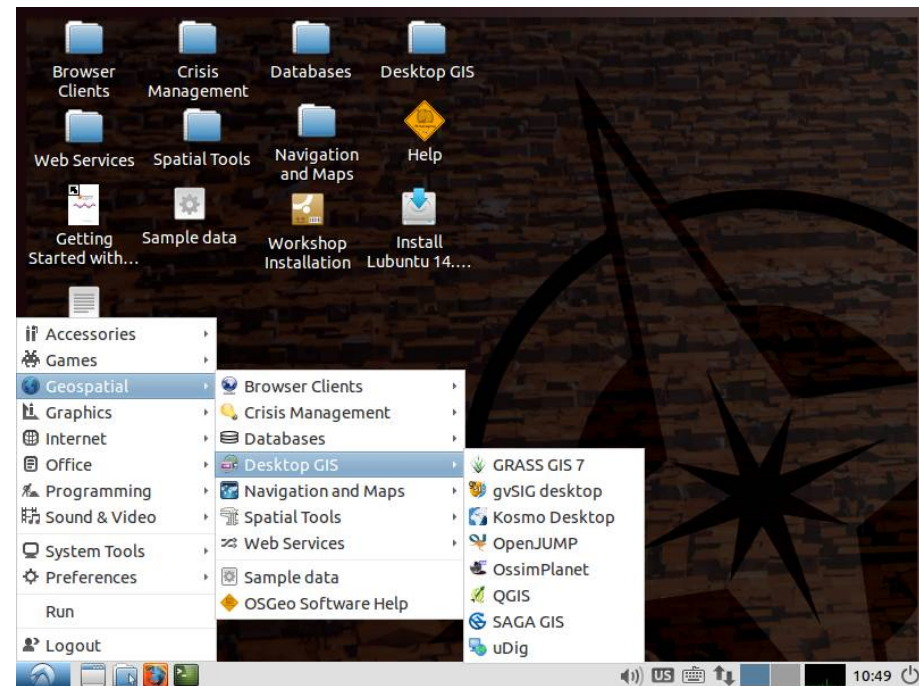 Browser
Clients
Crisis
Management
Databases
Desktop GIS
Web Services
Spatial Tools
Navigation
and Maps
Help
Getting
Started with...
Sample data
Workshop
Installation
Install
Lubuntu 14....
Accessories
Games
Geospatial
Graphics
Internet
Office
Programming
Sound & Video
System Tools
Preferences
Run
Logout
Browser Clients
Crisis Management
Databases
Desktop GIS
Navigation and Maps
Spatial Tools
Web Services
Sample data
OSGeo Software Help
GRASS GIS 7
gvSIG desktop
Kosmo Desktop
OpenJUMP
OssimPlanet
QGIS
SAGA GIS
uDig
US
10:49